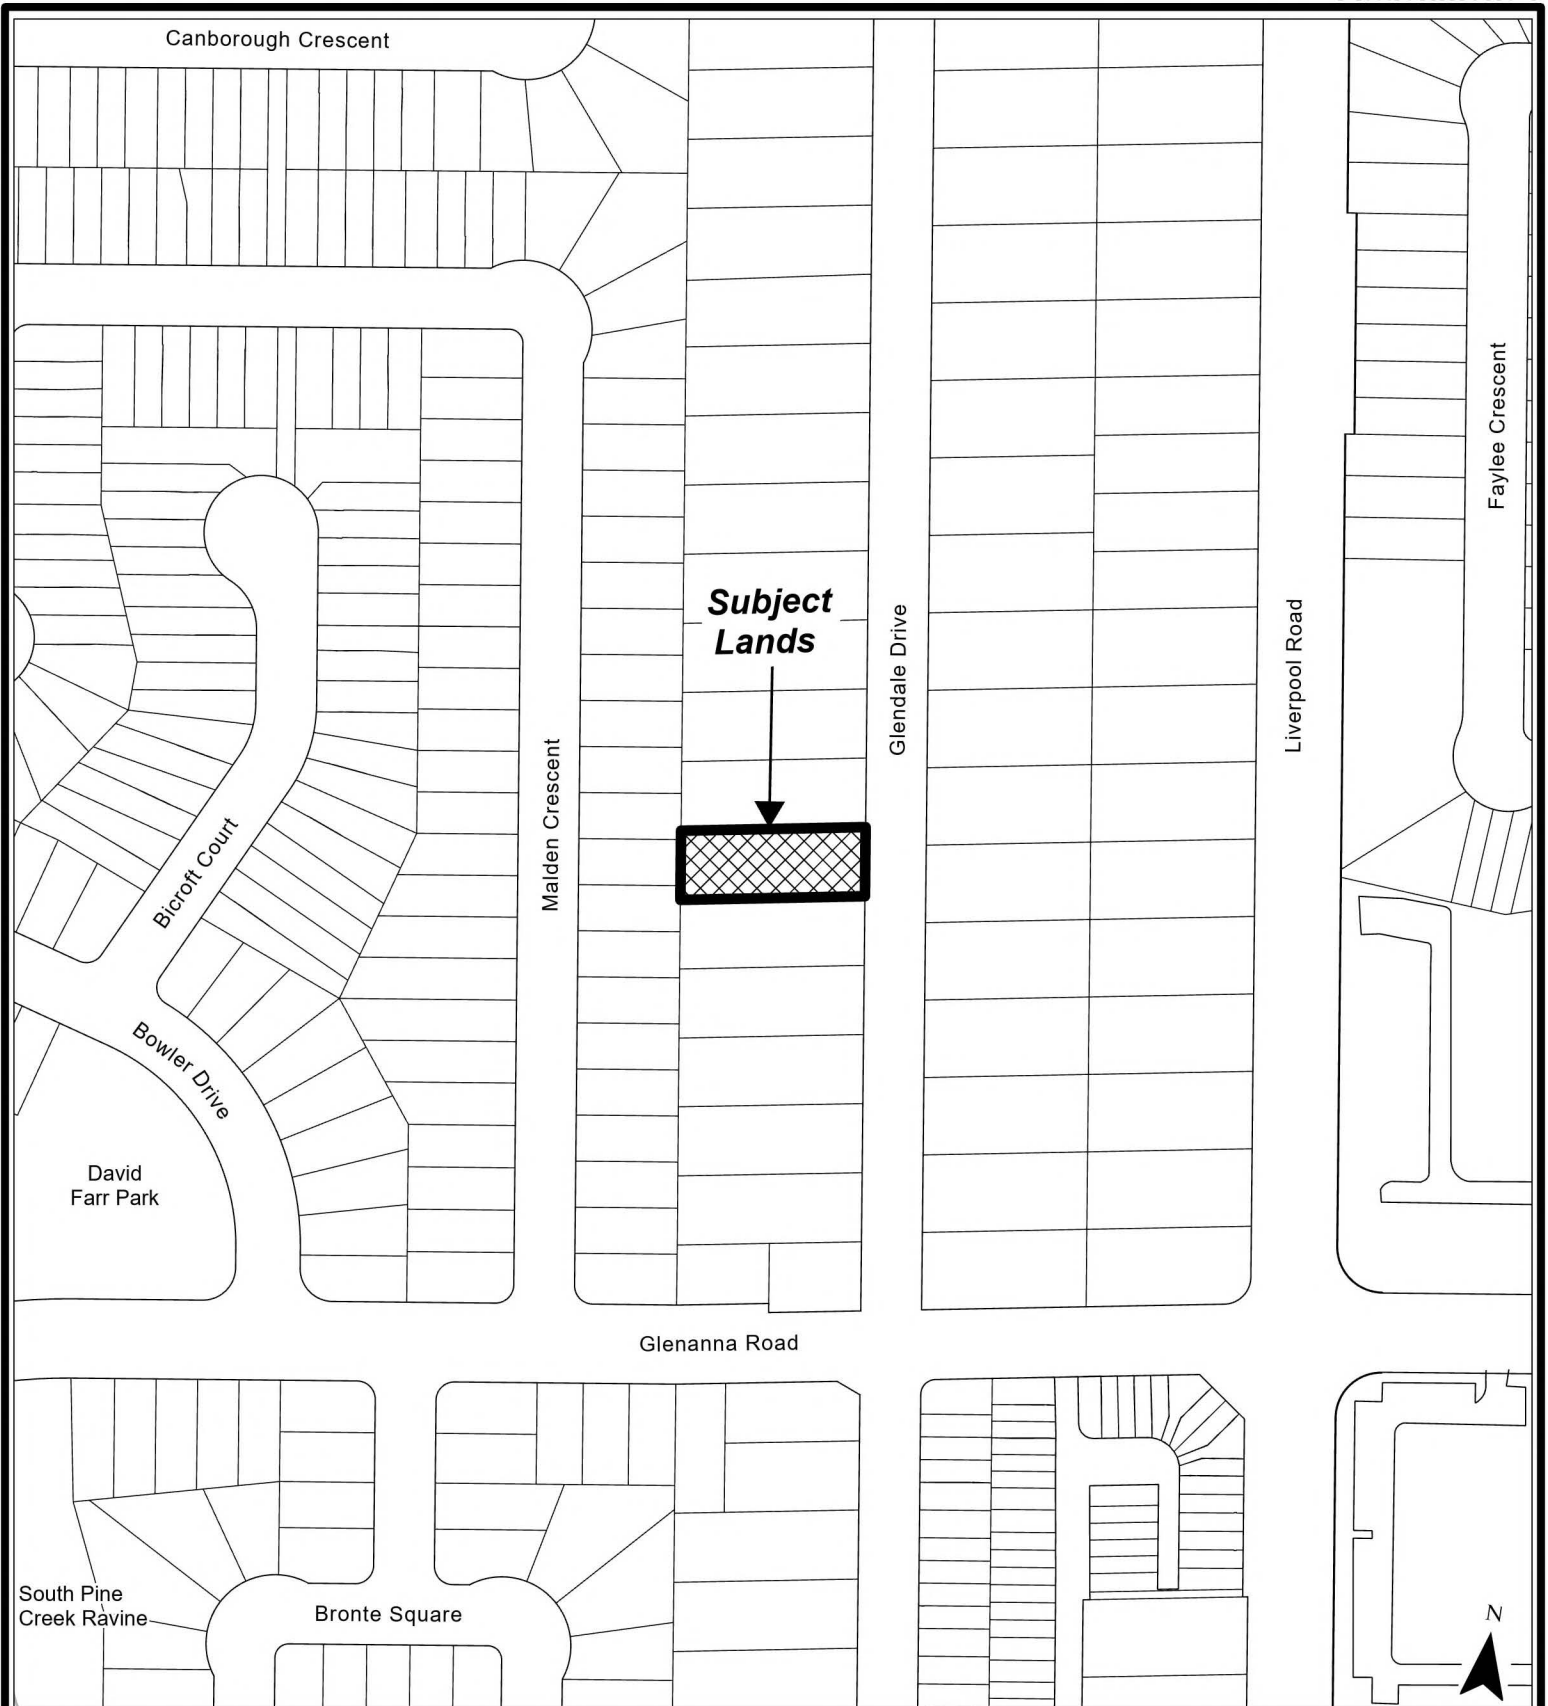 Canborough Crescent
Faylee Crescent
Subject
Lands
Glendale Drive
Liverpool Road
Malden Crescent
Bicroft Court
Bowler Drive
David
Farr Park
Glenanna Road
South Pine
Creek Ravine
Bronte Square
N